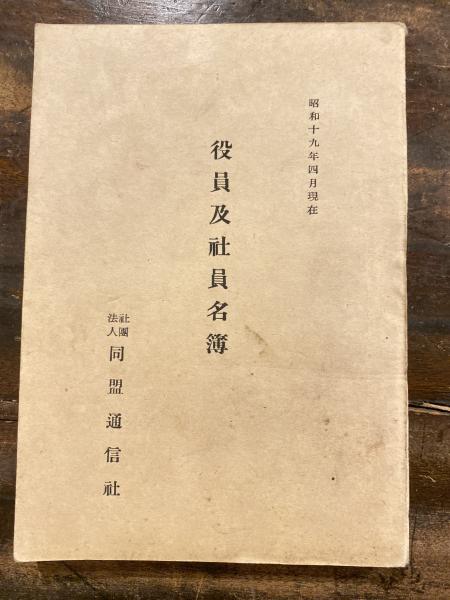 昭和十九年四月現在
役員及社員名簿
社團法人 同盟通信社